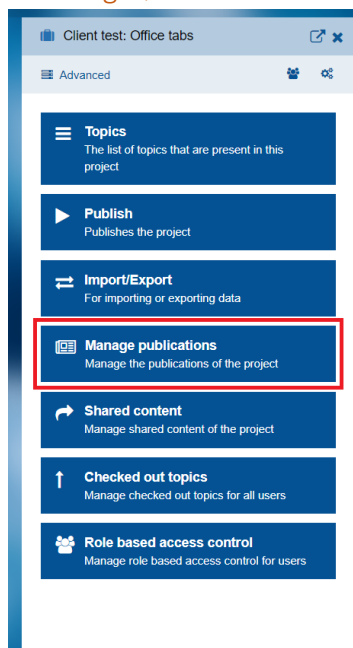 Client test: Office tabs
Advanced
Topics
The list of topics that are present in this
project
Publish
Publishes the project
Import/Export
For importing or exporting data
Manage publications
Manage the publications of the project
Shared content
Manage shared content of the project
Checked out topics
Manage checked out topics for all users
Role based access control
Manage role based access control for users